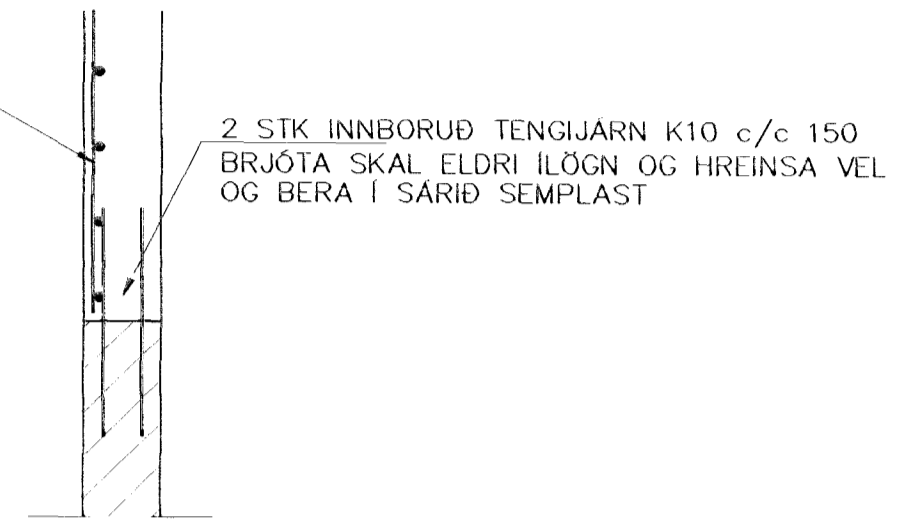 2 STK INNBORUÐ TENGIJÁRN K10 c/c 150
BRJÓTA SKAL ELDRI ÍLÖGN OG HREINSA VEL
OG BERA Í SÁRIÐ SEMPLAST